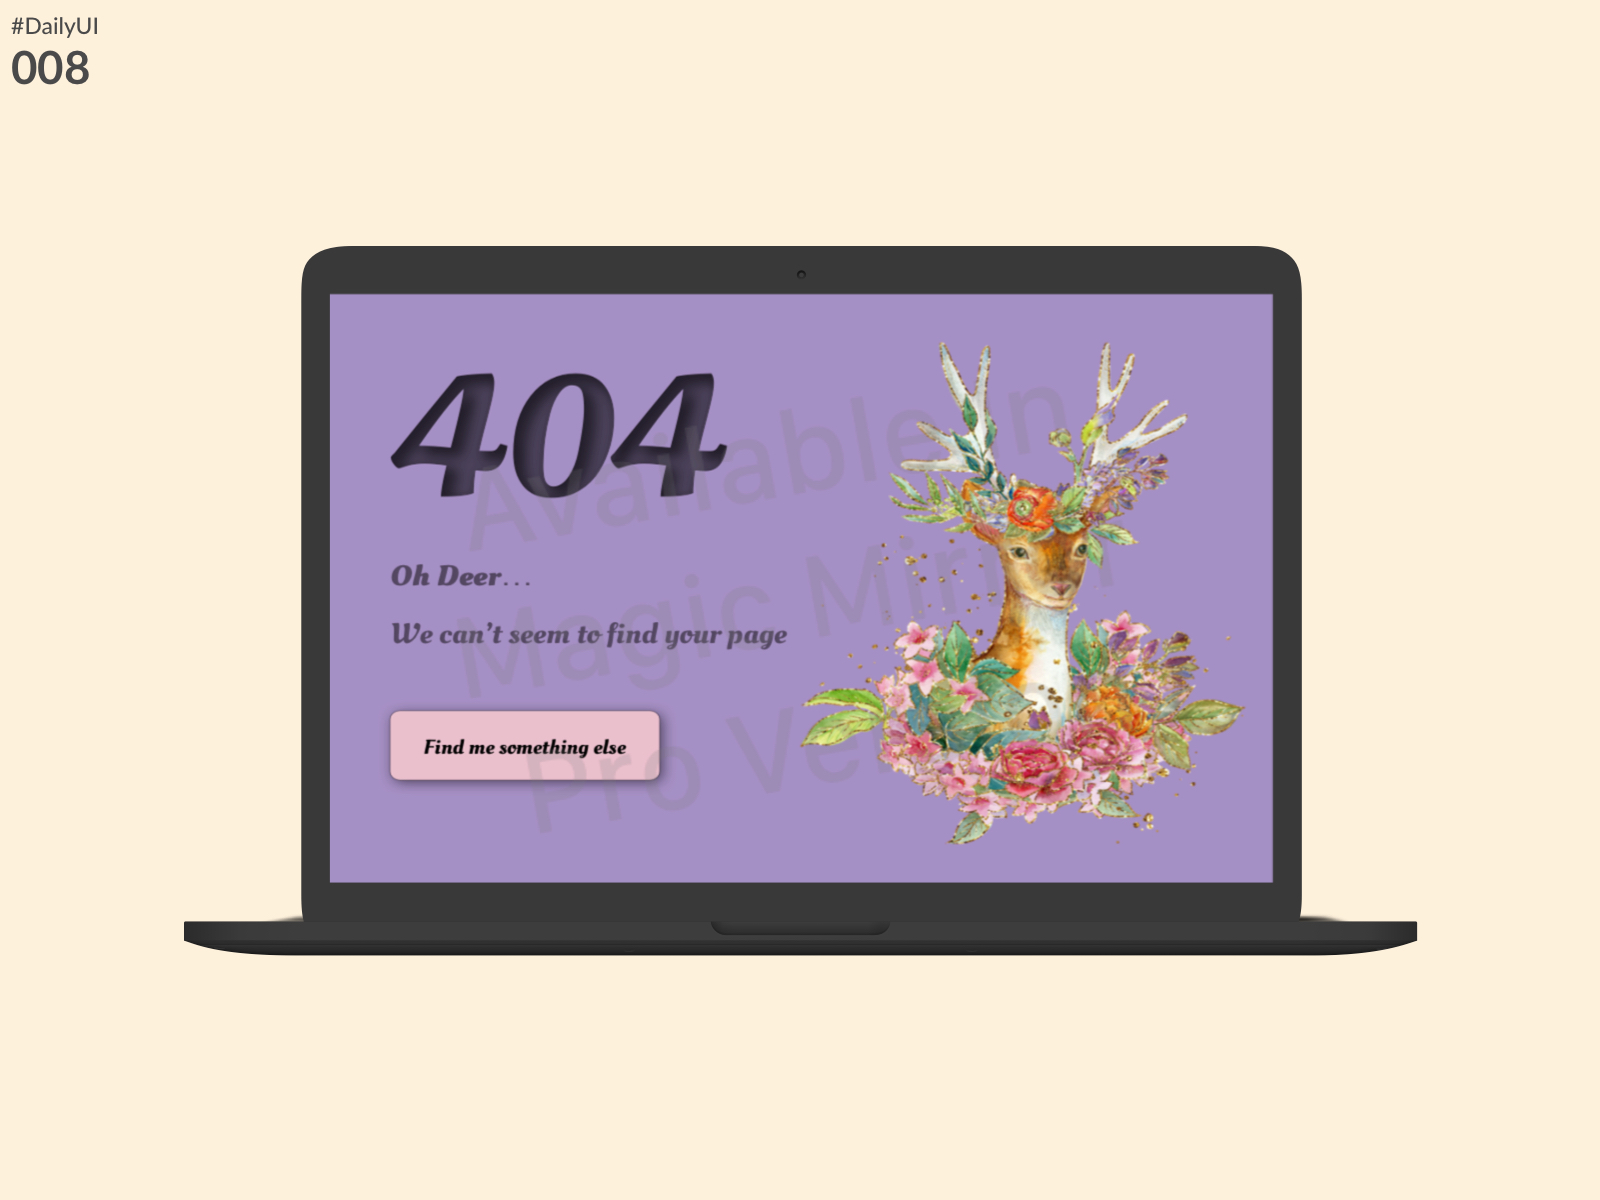 #DailyUI
008
404
Oh Deer...
We can't seem to find your page
Find me something else
Available in
Magic Mirror
Pro Ve